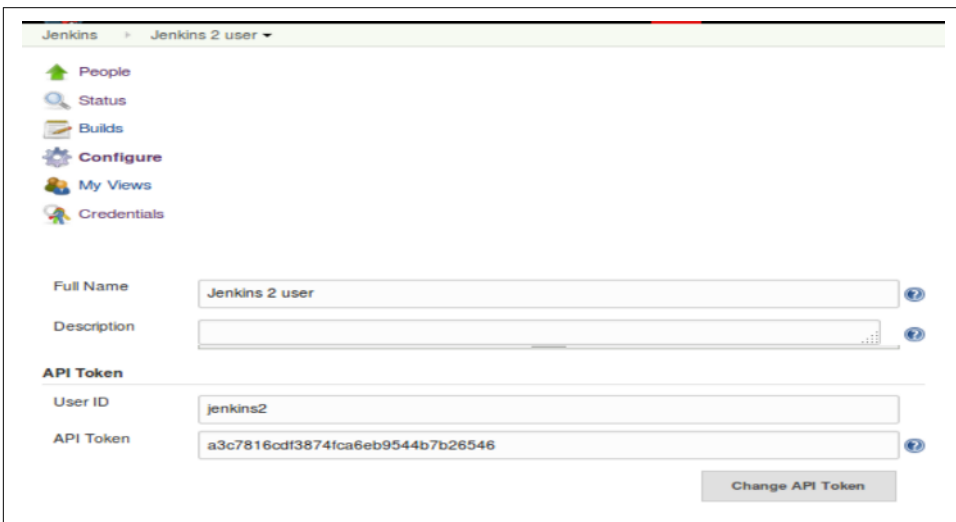 Jenkins Jenkins 2 user
People
Status
Builds
Configure
My Views
Credentials
Full Name Jenkins 2 user
Description
API Token
User ID jenkins2
API Token a3c7816cdf3874fca6eb9544b7b26546
Change API Token